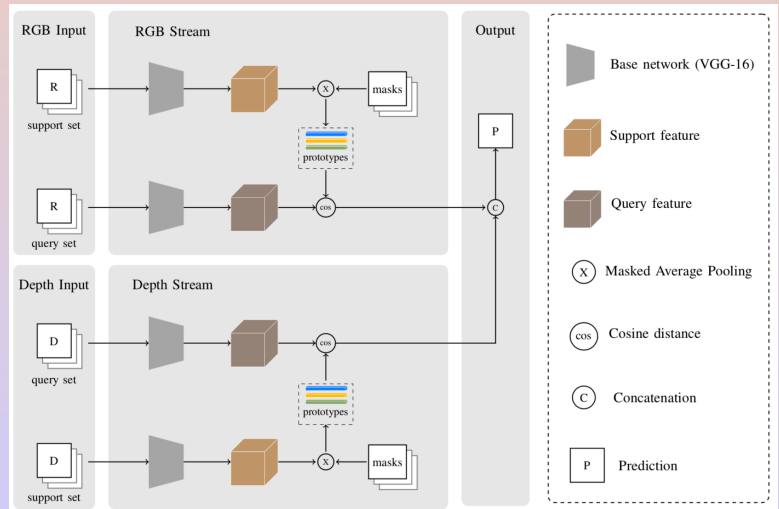 RGB Input
RGB Stream
Output
R
support set
X
masks
prototypes
R
query set
cos
P
C
Depth Input
Depth Stream
D
query set
cos
prototypes
D
support set
X
masks
Base network (VGG-16)
Support feature
Query feature
X Masked Average Pooling
cos Cosine distance
C Concatenation
P Prediction